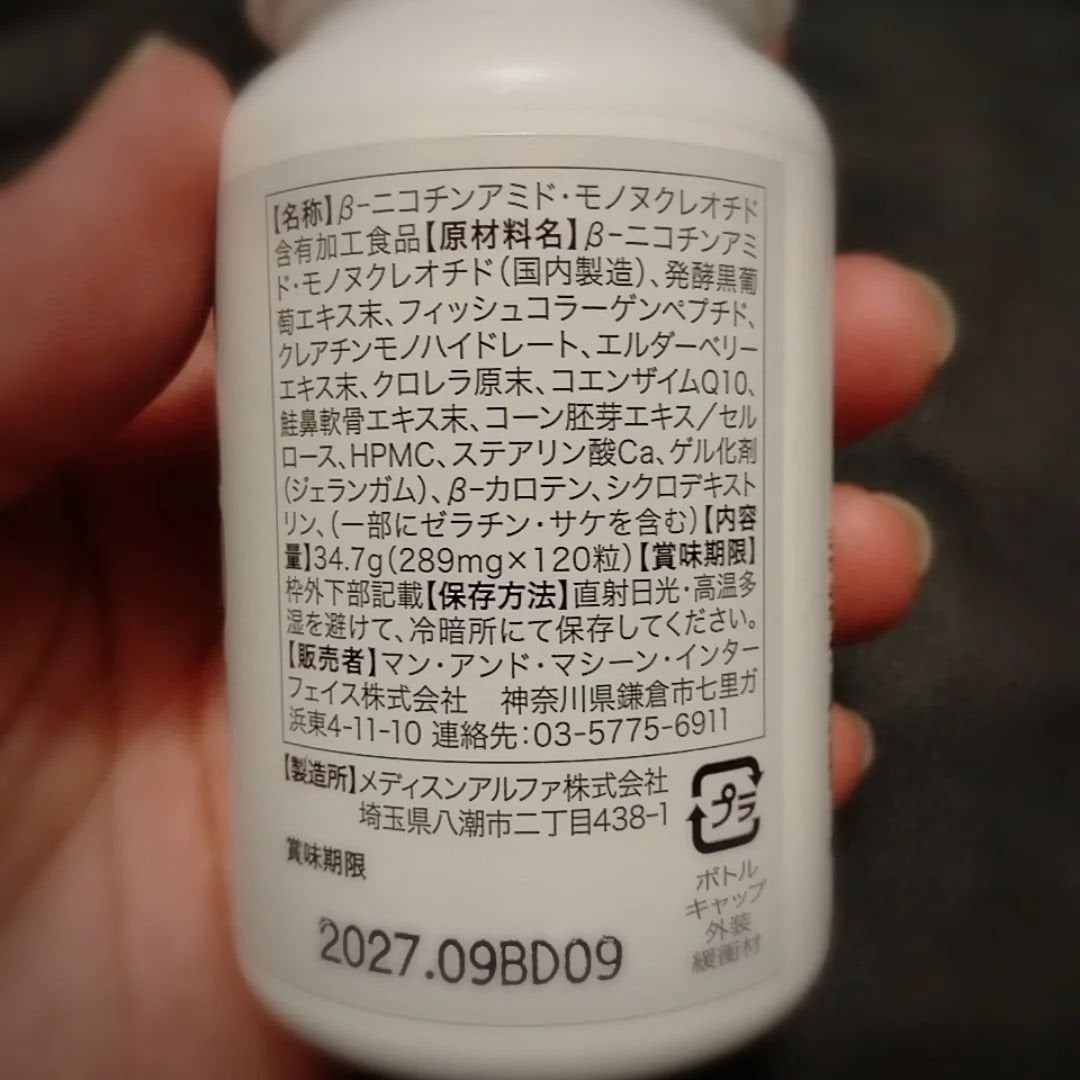 【名称】β-ニコチンアミド・モノヌクレオチド
含有加工食品【原材料名】β-ニコチンアミ
ド・モノヌクレオチド(国内製造)、発酵黒葡
萄エキス末、フィッシュコラーゲンペプチド、
クレアチンモノハイドレート、エルダーベリー
エキス末、クロレラ原末、コエンザイムQ10、
鮭鼻軟骨エキス末、コーン胚芽エキス/セル
ロース、HPMC、ステアリン酸Ca、ゲル化剤
(ジェランガム)、β-カロテン、シクロデキスト
リン、(一部にゼラチン・サケを含む)【内容
量】34.7g(289mg×120粒)【賞味期限】
枠外下部記載【保存方法】直射日光・高温多
湿を避けて、冷暗所にて保存してください。
【販売者】マン・アンド・マシーン・インター
フェイス株式会社　神奈川県鎌倉市七里ガ
浜東4-11-10 連絡先:03-5775-6911
【製造所】メディスンアルファ株式会社
埼玉県八潮市二丁目438-1
プラ
ボトル
キャップ
外装
緩衝材
賞味期限
2027.09BD09